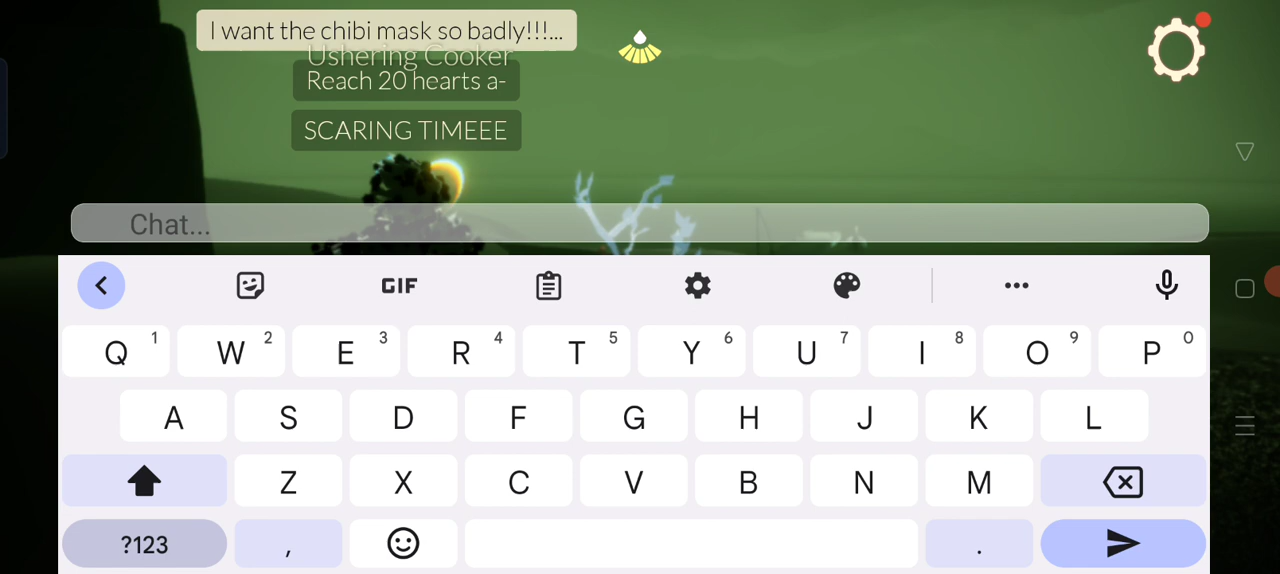 I want the chibi mask so badly!!!...
Ushering Cooker
Reach 20 hearts a-
SCARING TIMEEE
Chat...
GIF
Q 1 W 2 E 3 R 4 T 5 Y 6 U 7 I 8 O 9 P 0
A S D F G H J K L
Z X C V B N M
?123 , .